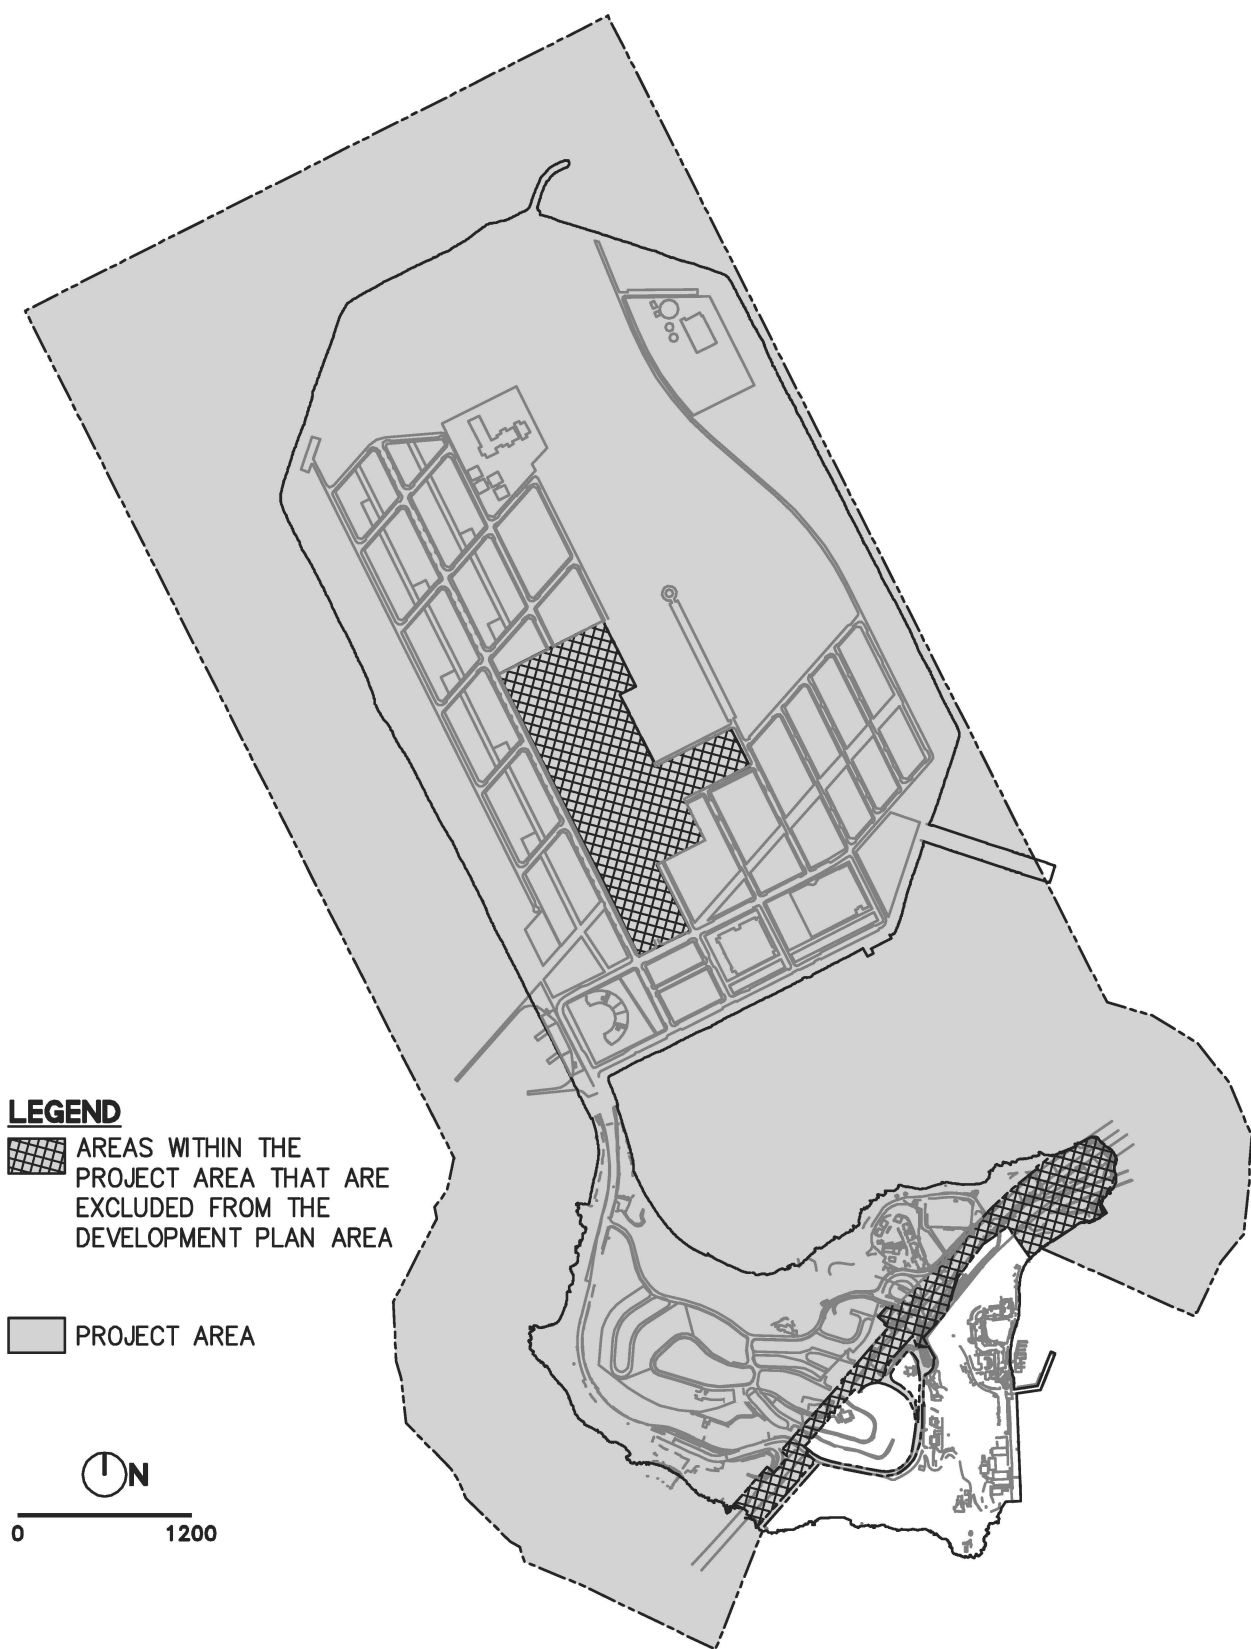 LEGEND
AREAS WITHIN THE
PROJECT AREA THAT ARE
EXCLUDED FROM THE
DEVELOPMENT PLAN AREA
PROJECT AREA
N
0 1200